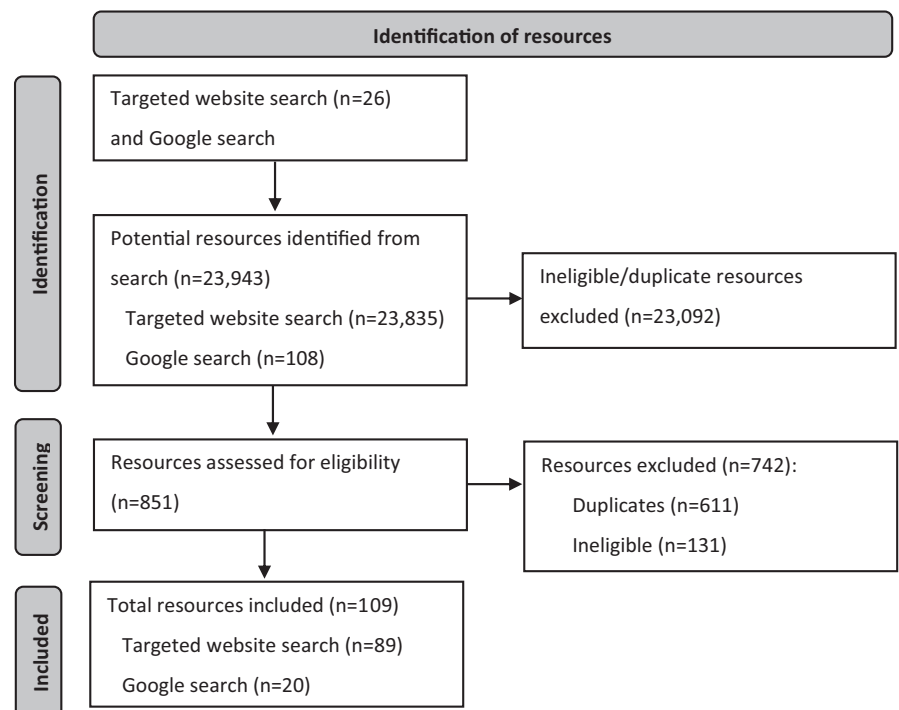 Identification of resources
Identification
Targeted website search (n=26)
and Google search
Potential resources identified from
search (n=23,943)
Targeted website search (n=23,835)
Google search (n=108)
Ineligible/duplicate resources
excluded (n=23,092)
Screening
Resources assessed for eligibility
(n=851)
Resources excluded (n=742):
Duplicates (n=611)
Ineligible (n=131)
Included
Total resources included (n=109)
Targeted website search (n=89)
Google search (n=20)